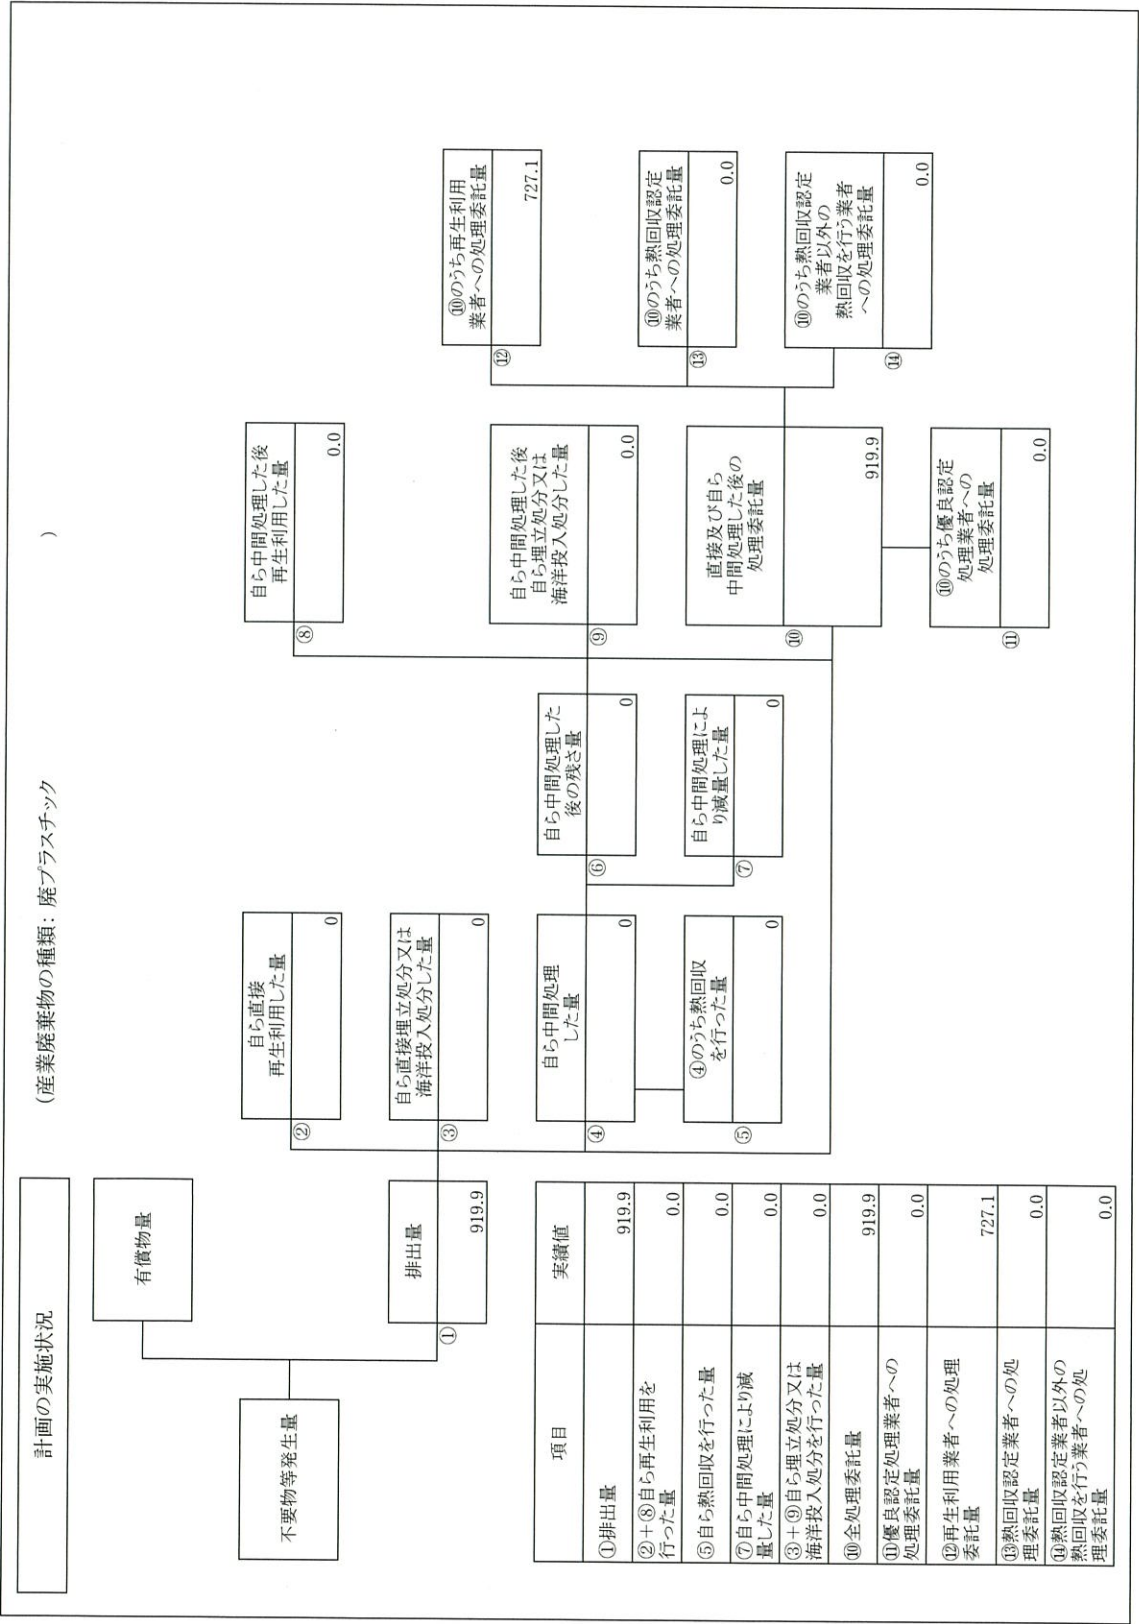 計画の実施状況
（産業廃棄物の種類： 廃プラスチック ）
不要物等発生量
有償物量
①
排出量
919.9
②
自ら直接
再生利用した量
0
③
自ら直接埋立処分又は
海洋投入処分した量
0
④
自ら中間処理
した量
0
⑤
④のうち熱回収
を行った量
0
⑥
自ら中間処理した
後の残さ量
0
⑦
自ら中間処理によ
り減量した量
0
⑧
自ら中間処理した後
再生利用した量
0.0
⑨
自ら中間処理した後
自ら埋立処分又は
海洋投入処分した量
0.0
⑩
直接及び自ら
中間処理した後の
処理委託量
919.9
⑪
⑩のうち優良認定
処理業者への
処理委託量
0.0
⑫
⑩のうち再生利用
業者への処理委託量
727.1
⑬
⑩のうち熱回収認定
業者への処理委託量
0.0
⑭
⑩のうち熱回収認定
業者以外の
熱回収を行う業者
への処理委託量
0.0
項目 実績値
①排出量 919.9
②＋⑧自ら再生利用を
行った量 0.0
⑤自ら熱回収を行った量 0.0
⑦自ら中間処理により減
量した量 0.0
③＋⑨自ら埋立処分又は
海洋投入処分を行った量 0.0
⑩全処理委託量 919.9
⑪優良認定処理業者への
処理委託量 0.0
⑫再生利用業者への処理
委託量 727.1
⑬熱回収認定業者への処
理委託量 0.0
⑭熱回収認定業者以外の
熱回収を行う業者への処
理委託量 0.0